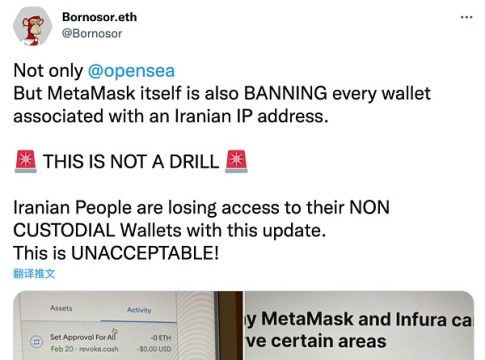 Bornosor.eth
@Bornosor
Not only @opensea
But MetaMask itself is also BANNING every wallet
associated with an Iranian IP address.
🚨 THIS IS NOT A DRILL 🚨
Iranian People are losing access to their NON
CUSTODIAL Wallets with this update.
This is UNACCEPTABLE!
翻译推文
Assets Activity
Set Approval For All -0 ETH
Feb 20 · revoke.cash -$0.00 USD
MetaMask and Infura
certain areas